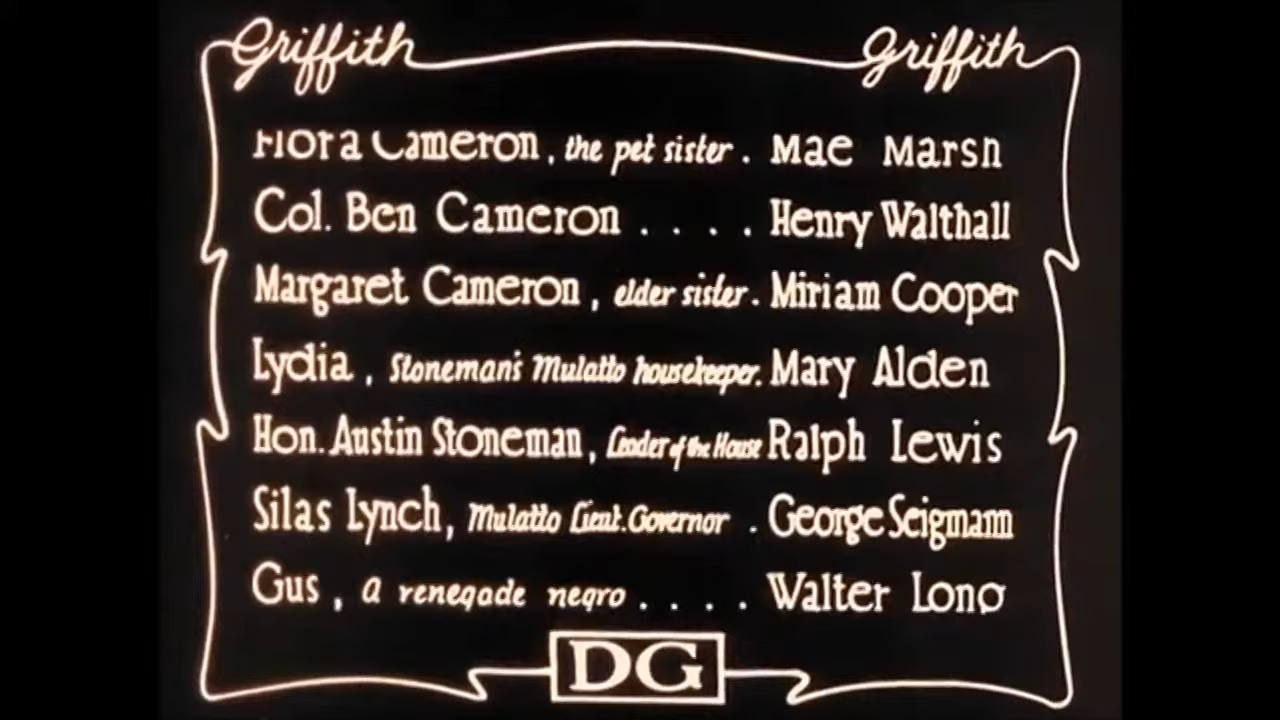 Griffith Griffith
Flora Cameron, the pet sister. Mae Marsh
Col. Ben Cameron .... Henry Walthall
Margaret Cameron, elder sister. Miriam Cooper
Lydia, Stoneman's Mulatto housekeeper. Mary Alden
Hon. Austin Stoneman, Leader of the House Ralph Lewis
Silas Lynch, Mulatto Lieut. Governor . George Seigmann
Gus, a renegade negro .... Walter Long
DG